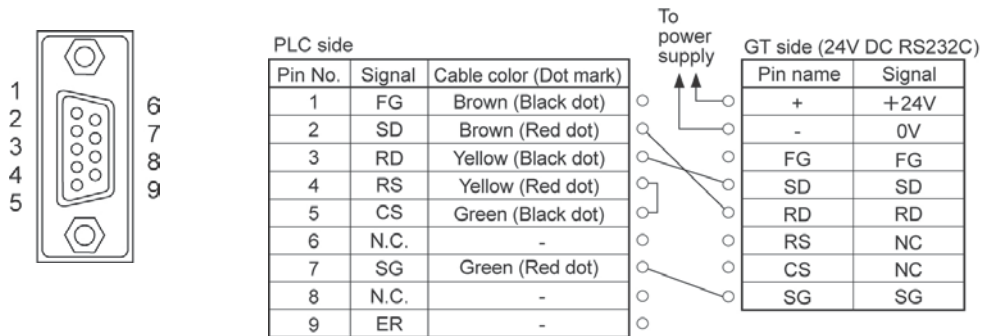 1
2
3
4
5
6
7
8
9
PLC side
Pin No. Signal Cable color (Dot mark)
1 FG Brown (Black dot)
2 SD Brown (Red dot)
3 RD Yellow (Black dot)
4 RS Yellow (Red dot)
5 CS Green (Black dot)
6 N.C. -
7 SG Green (Red dot)
8 N.C. -
9 ER -
To
power
supply
GT side (24V DC RS232C)
Pin name Signal
+ +24V
- 0V
FG FG
SD SD
RD RD
RS NC
CS NC
SG SG